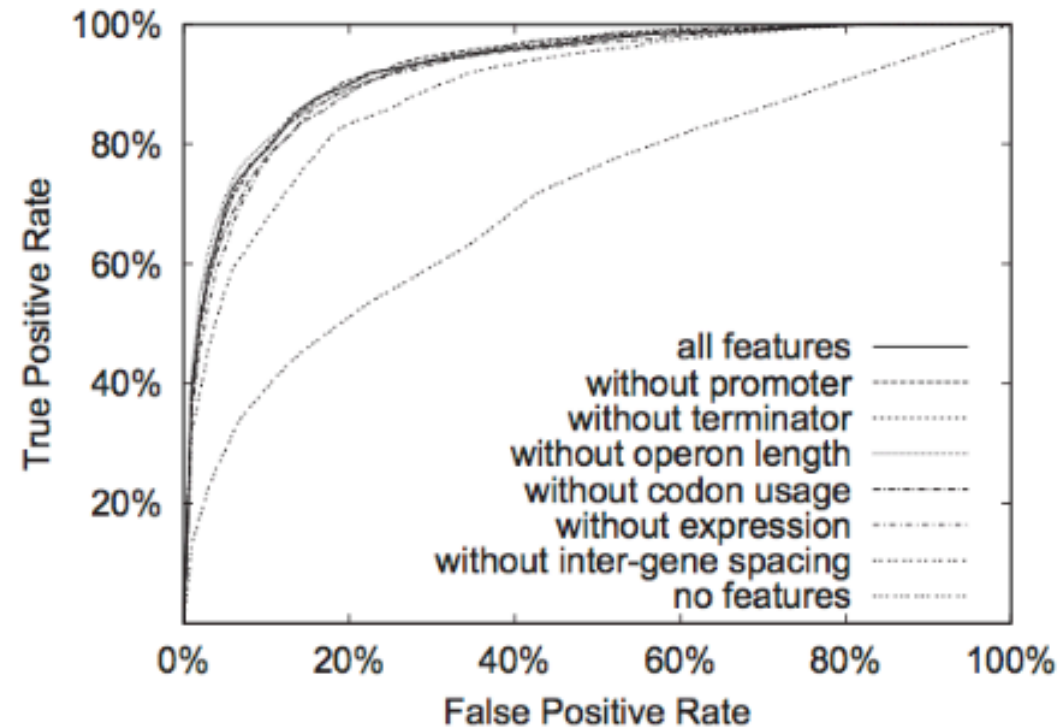 100%
80%
60%
40%
20%
True Positive Rate
all features
without promoter
without terminator
without operon length
without codon usage
without expression
without inter-gene spacing
no features
0% 20% 40% 60% 80% 100%
False Positive Rate